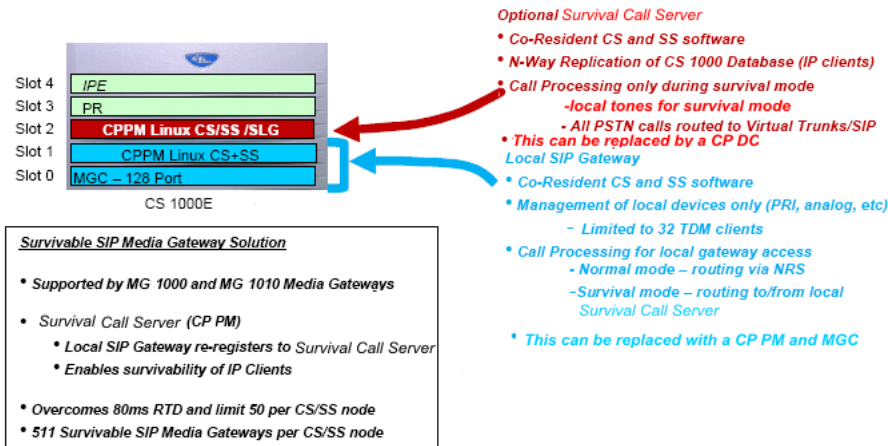 Optional Survival Call Server
• Co-Resident CS and SS software
• N-Way Replication of CS 1000 Database (IP clients)
• Call Processing only during survival mode
-local tones for survival mode
- All PSTN calls routed to Virtual Trunks/SIP
• This can be replaced by a CP DC
Slot 4 IPE
Slot 3 PR
Slot 2 CPPM Linux CS/SS /SLG
Slot 1 CPPM Linux CS+SS
Slot 0 MGC – 128 Port
CS 1000E
Local SIP Gateway
• Co-Resident CS and SS software
• Management of local devices only (PRI, analog, etc)
- Limited to 32 TDM clients
• Call Processing for local gateway access
- Normal mode – routing via NRS
-Survival mode – routing to/from local
Survival Call Server
• This can be replaced with a CP PM and MGC
Survivable SIP Media Gateway Solution
• Supported by MG 1000 and MG 1010 Media Gateways
• Survival Call Server (CP PM)
• Local SIP Gateway re-registers to Survival Call Server
• Enables survivability of IP Clients
• Overcomes 80ms RTD and limit 50 per CS/SS node
• 511 Survivable SIP Media Gateways per CS/SS node